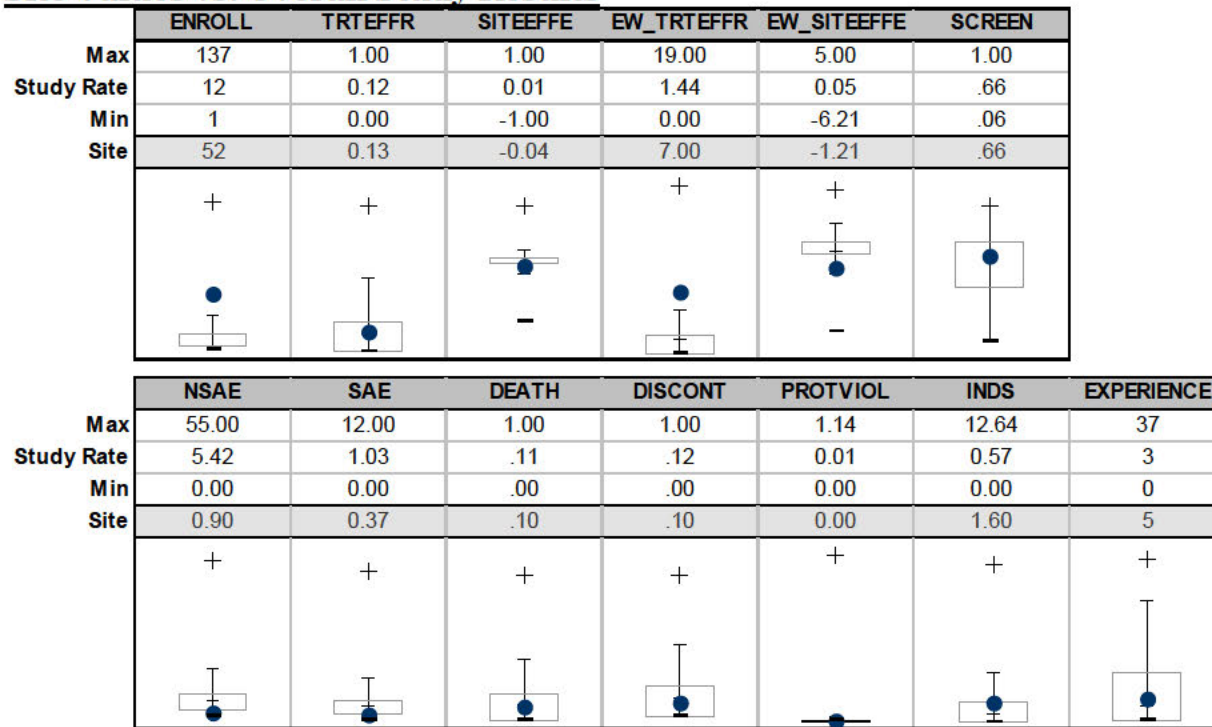 ENROLL TRTEFFR SITEEFFE EW_TRTEFFR EW_SITEEFFE SCREEN
Max 137 1.00 1.00 19.00 5.00 1.00
Study Rate 12 0.12 0.01 1.44 0.05 .66
Min 1 0.00 -1.00 0.00 -6.21 .06
Site 52 0.13 -0.04 7.00 -1.21 .66
NSAE SAE DEATH DISCONT PROTVIOL INDS EXPERIENCE
Max 55.00 12.00 1.00 1.00 1.14 12.64 37
Study Rate 5.42 1.03 .11 .12 0.01 0.57 3
Min 0.00 0.00 .00 .00 0.00 0.00 0
Site 0.90 0.37 .10 .10 0.00 1.60 5